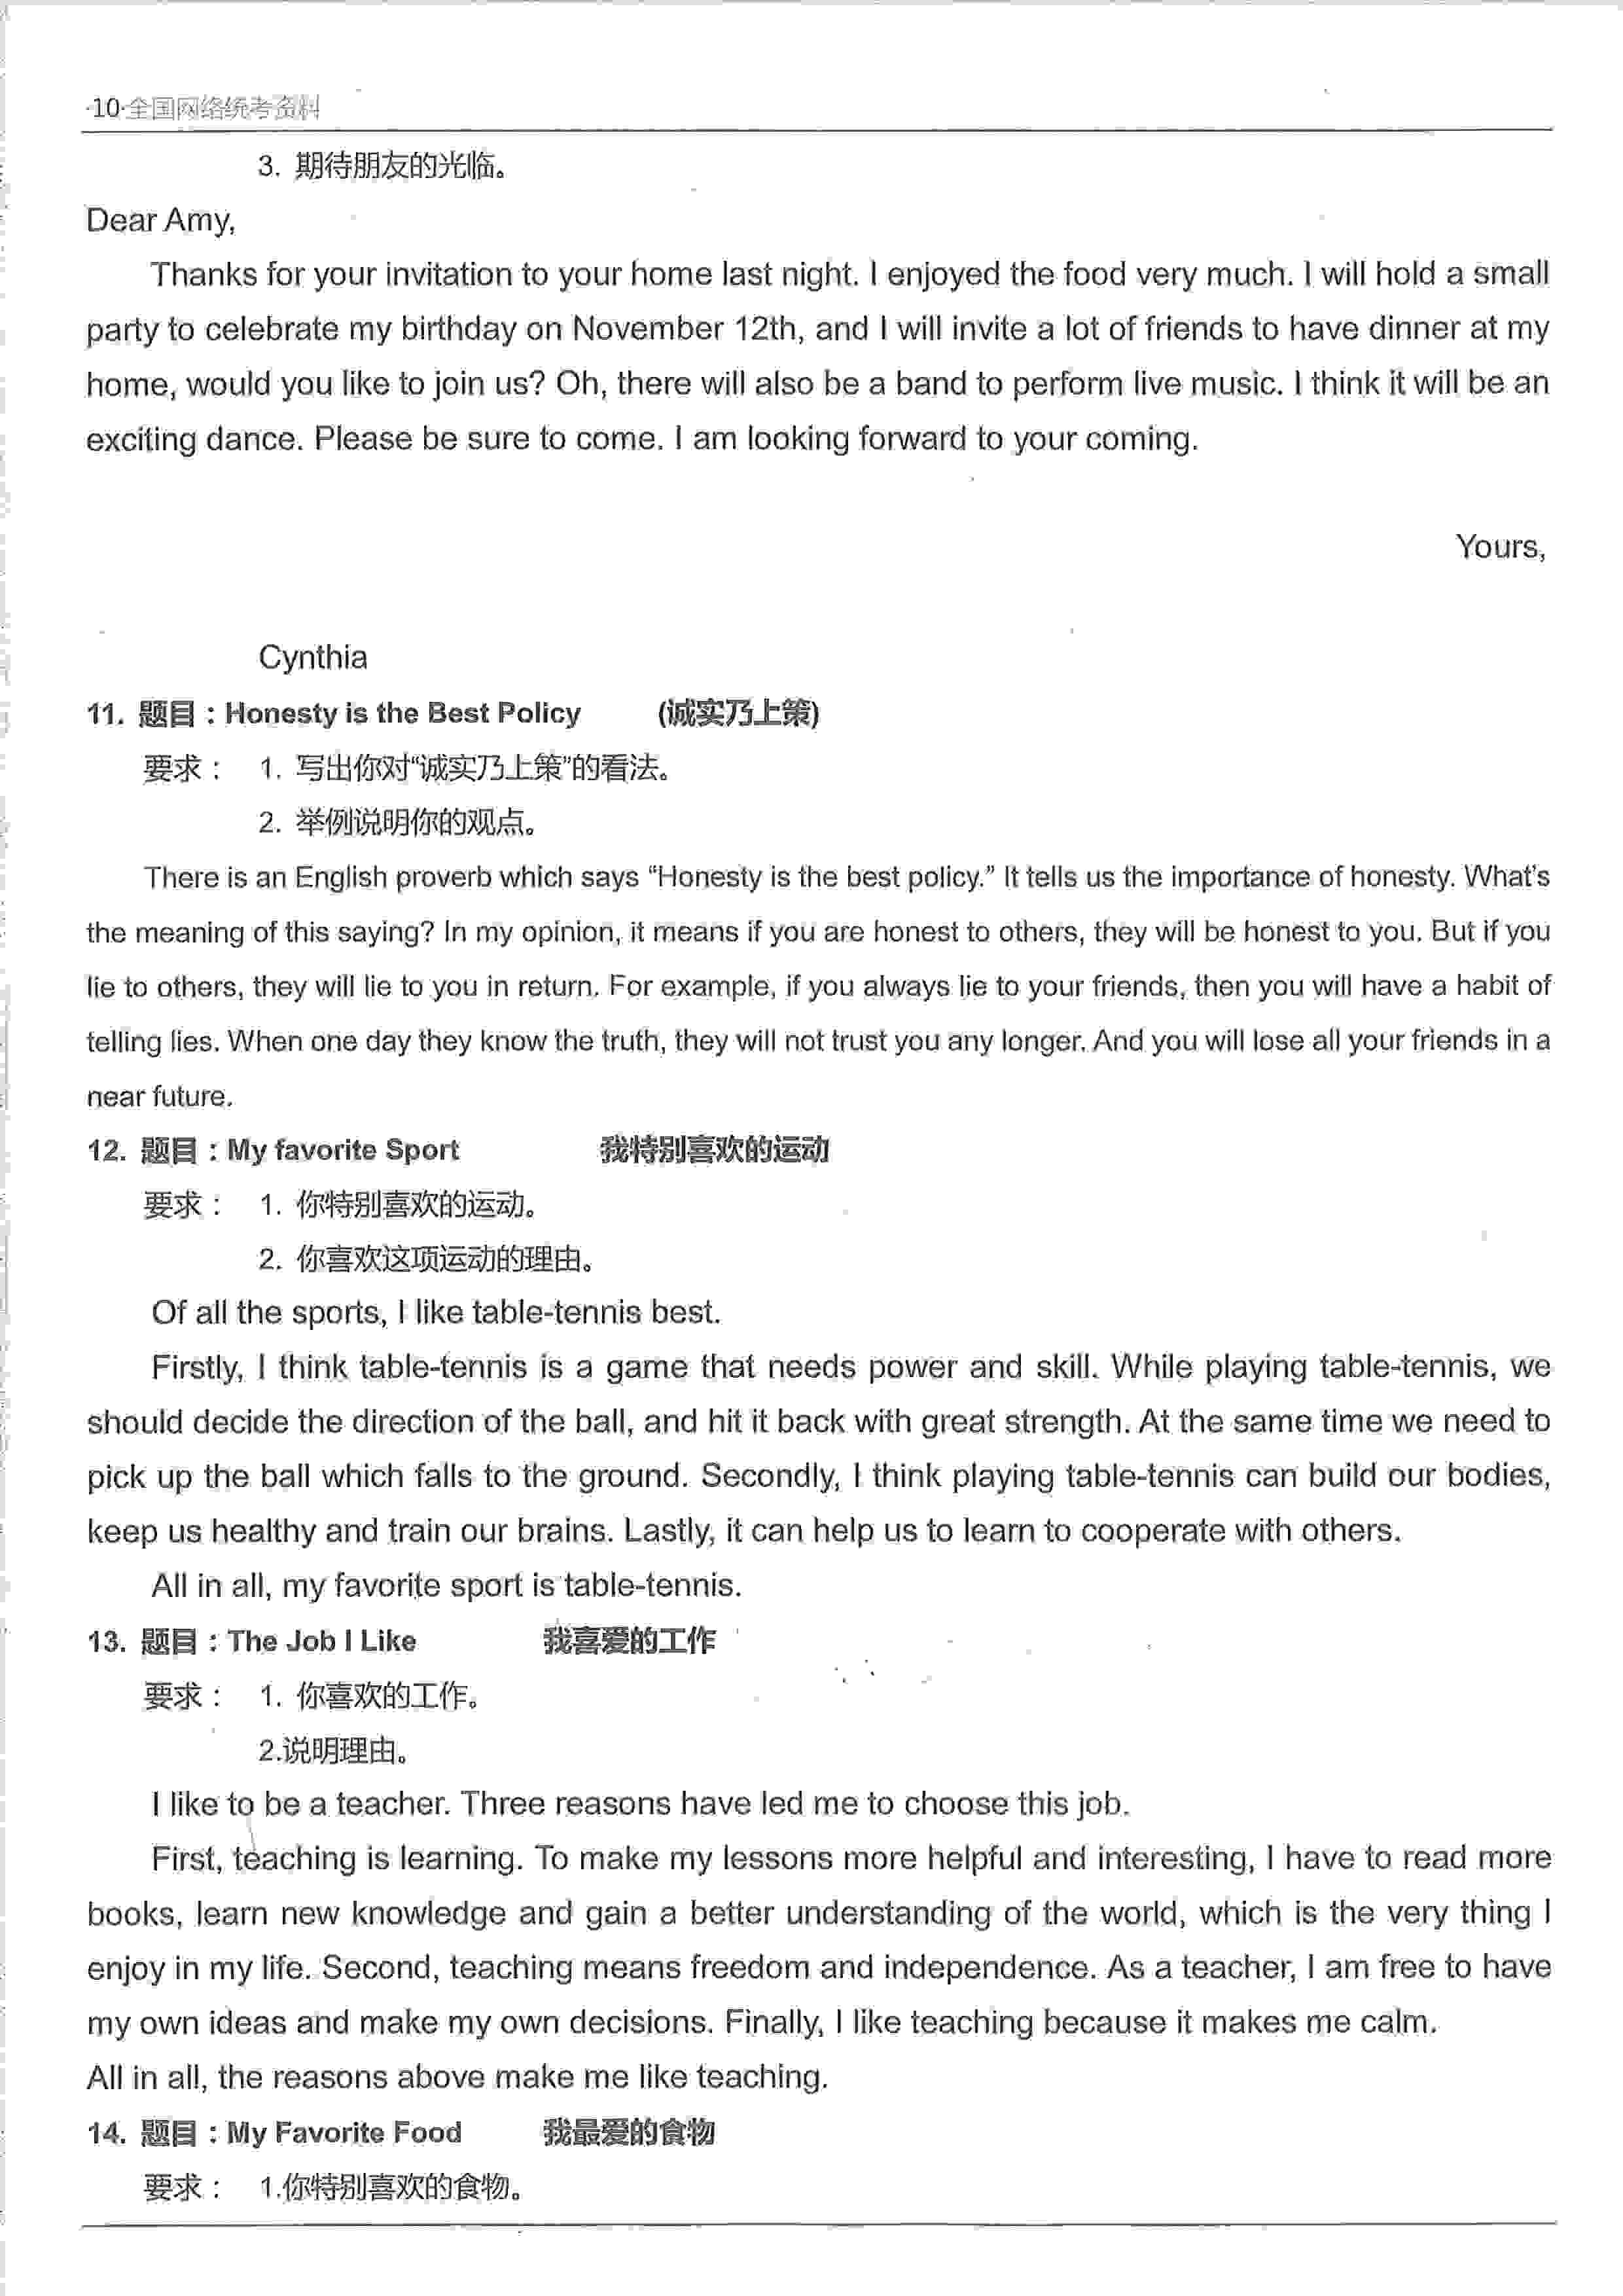 ·10·全国网络统考资料
3. 期待朋友的光临。
Dear Amy,
Thanks for your invitation to your home last night. I enjoyed the food very much. I will hold a small
party to celebrate my birthday on November 12th, and I will invite a lot of friends to have dinner at my
home, would you like to join us? Oh, there will also be a band to perform live music. I think it will be an
exciting dance. Please be sure to come. I am looking forward to your coming.
Yours,
Cynthia
11. 题目：Honesty is the Best Policy (诚实乃上策)
要求： 1. 写出你对“诚实乃上策”的看法。
2. 举例说明你的观点。
There is an English proverb which says “Honesty is the best policy.” It tells us the importance of honesty. What’s
the meaning of this saying? In my opinion, it means if you are honest to others, they will be honest to you. But if you
lie to others, they will lie to you in return. For example, if you always lie to your friends, then you will have a habit of
telling lies. When one day they know the truth, they will not trust you any longer. And you will lose all your friends in a
near future.
12. 题目：My favorite Sport 我特别喜欢的运动
要求： 1. 你特别喜欢的运动。
2. 你喜欢这项运动的理由。
Of all the sports, I like table-tennis best.
Firstly, I think table-tennis is a game that needs power and skill. While playing table-tennis, we
should decide the direction of the ball, and hit it back with great strength. At the same time we need to
pick up the ball which falls to the ground. Secondly, I think playing table-tennis can build our bodies,
keep us healthy and train our brains. Lastly, it can help us to learn to cooperate with others.
All in all, my favorite sport is table-tennis.
13. 题目：The Job I Like 我喜爱的工作
要求： 1. 你喜欢的工作。
2.说明理由。
I like to be a teacher. Three reasons have led me to choose this job.
First, teaching is learning. To make my lessons more helpful and interesting, I have to read more
books, learn new knowledge and gain a better understanding of the world, which is the very thing I
enjoy in my life. Second, teaching means freedom and independence. As a teacher, I am free to have
my own ideas and make my own decisions. Finally, I like teaching because it makes me calm.
All in all, the reasons above make me like teaching.
14. 题目：My Favorite Food 我最爱的食物
要求： 1.你特别喜欢的食物。